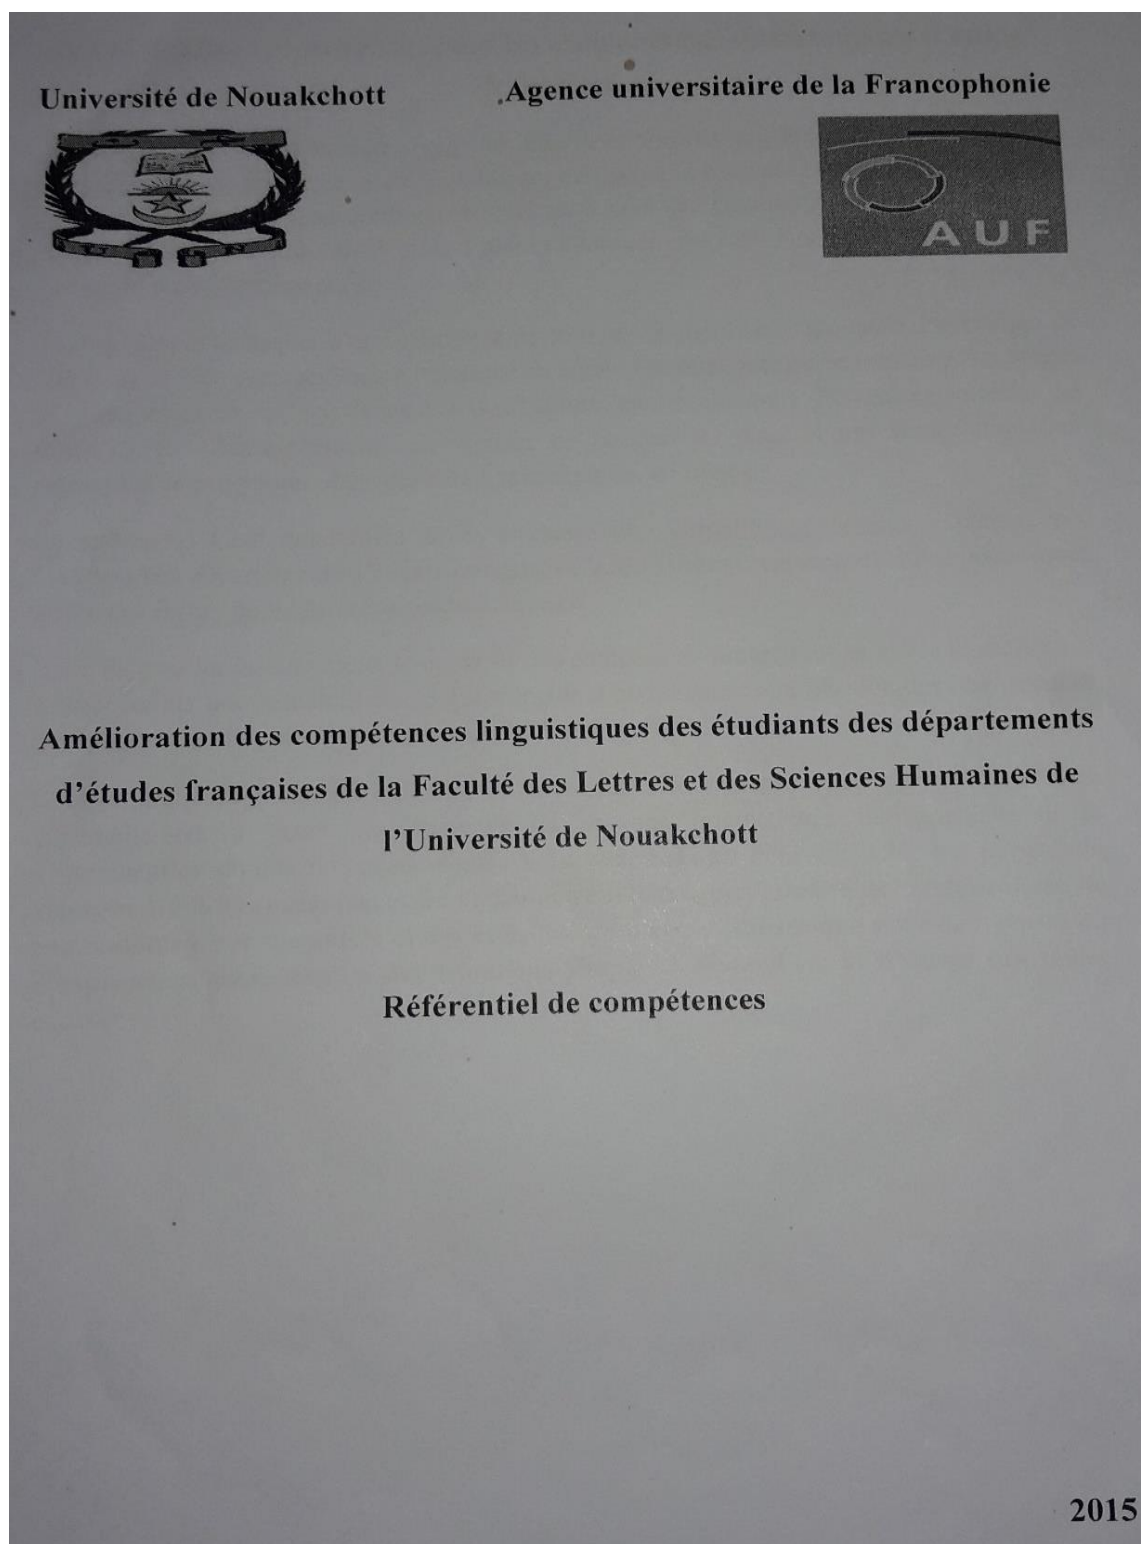 Université de Nouakchott
.Agence universitaire de la Francophonie
AUF
Amélioration des compétences linguistiques des étudiants des départements
d'études françaises de la Faculté des Lettres et des Sciences Humaines de
l'Université de Nouakchott
Référentiel de compétences
2015